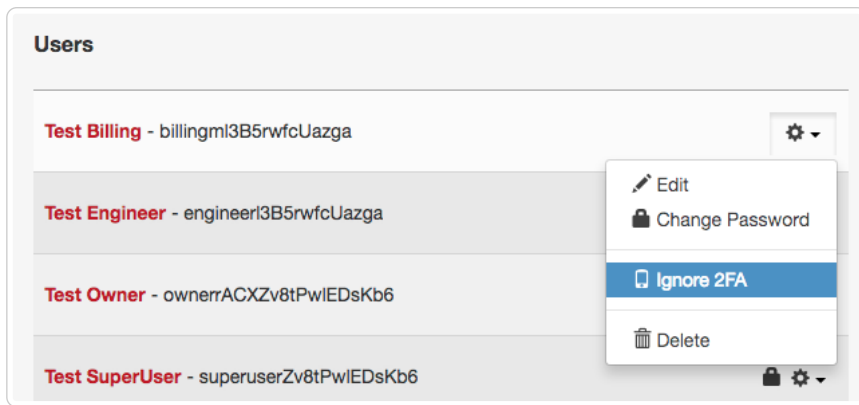 Users
Test Billing - billingml3B5rwfcUazga
Edit
Change Password
Test Engineer - engineerl3B5rwfcUazga
Ignore 2FA
Test Owner - ownerrACXZv8tPwlEDsKb6
Delete
Test SuperUser - superuserZv8tPwlEDsKb6